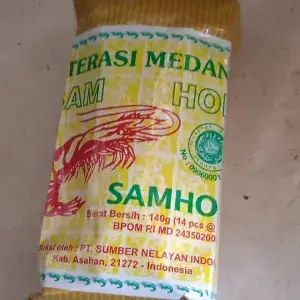 TERASI MEDAN
SAM HO
SAMHO
Berat Bersih : 140g (14 pcs @
BPOM RI MD 24350200
oleh : PT. SUMBER NELAYAN INDO
Kab. Asahan, 21272 - Indonesia